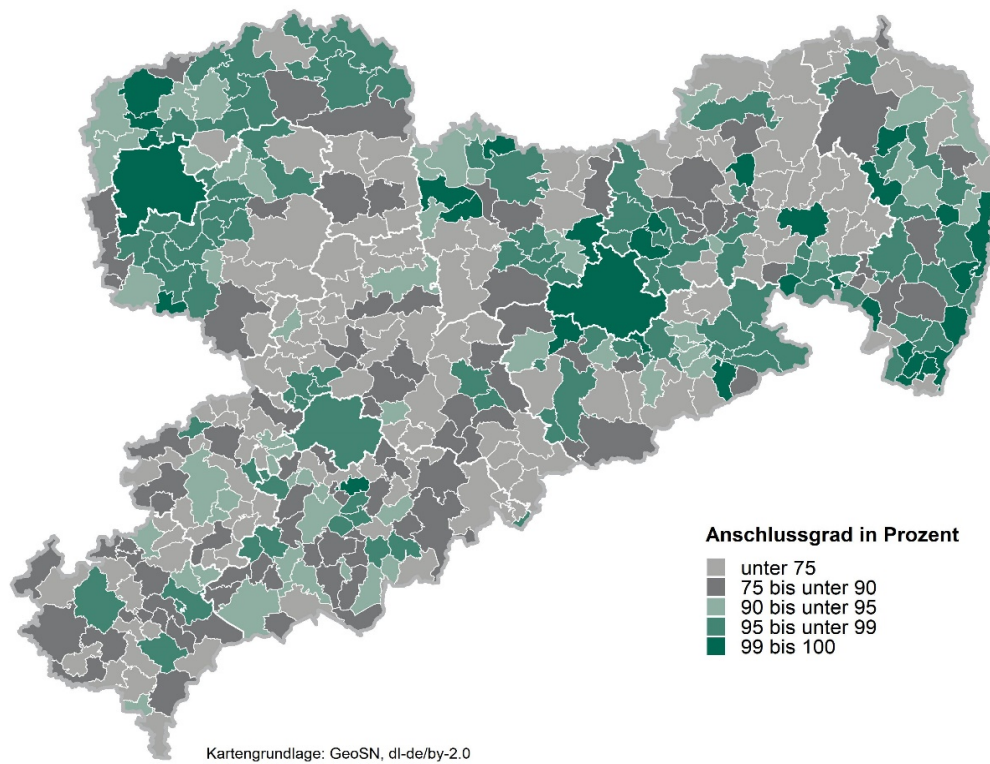 Anschlussgrad in Prozent
unter 75
75 bis unter 90
90 bis unter 95
95 bis unter 99
99 bis 100
Kartengrundlage: GeoSN, dl-de/by-2.0